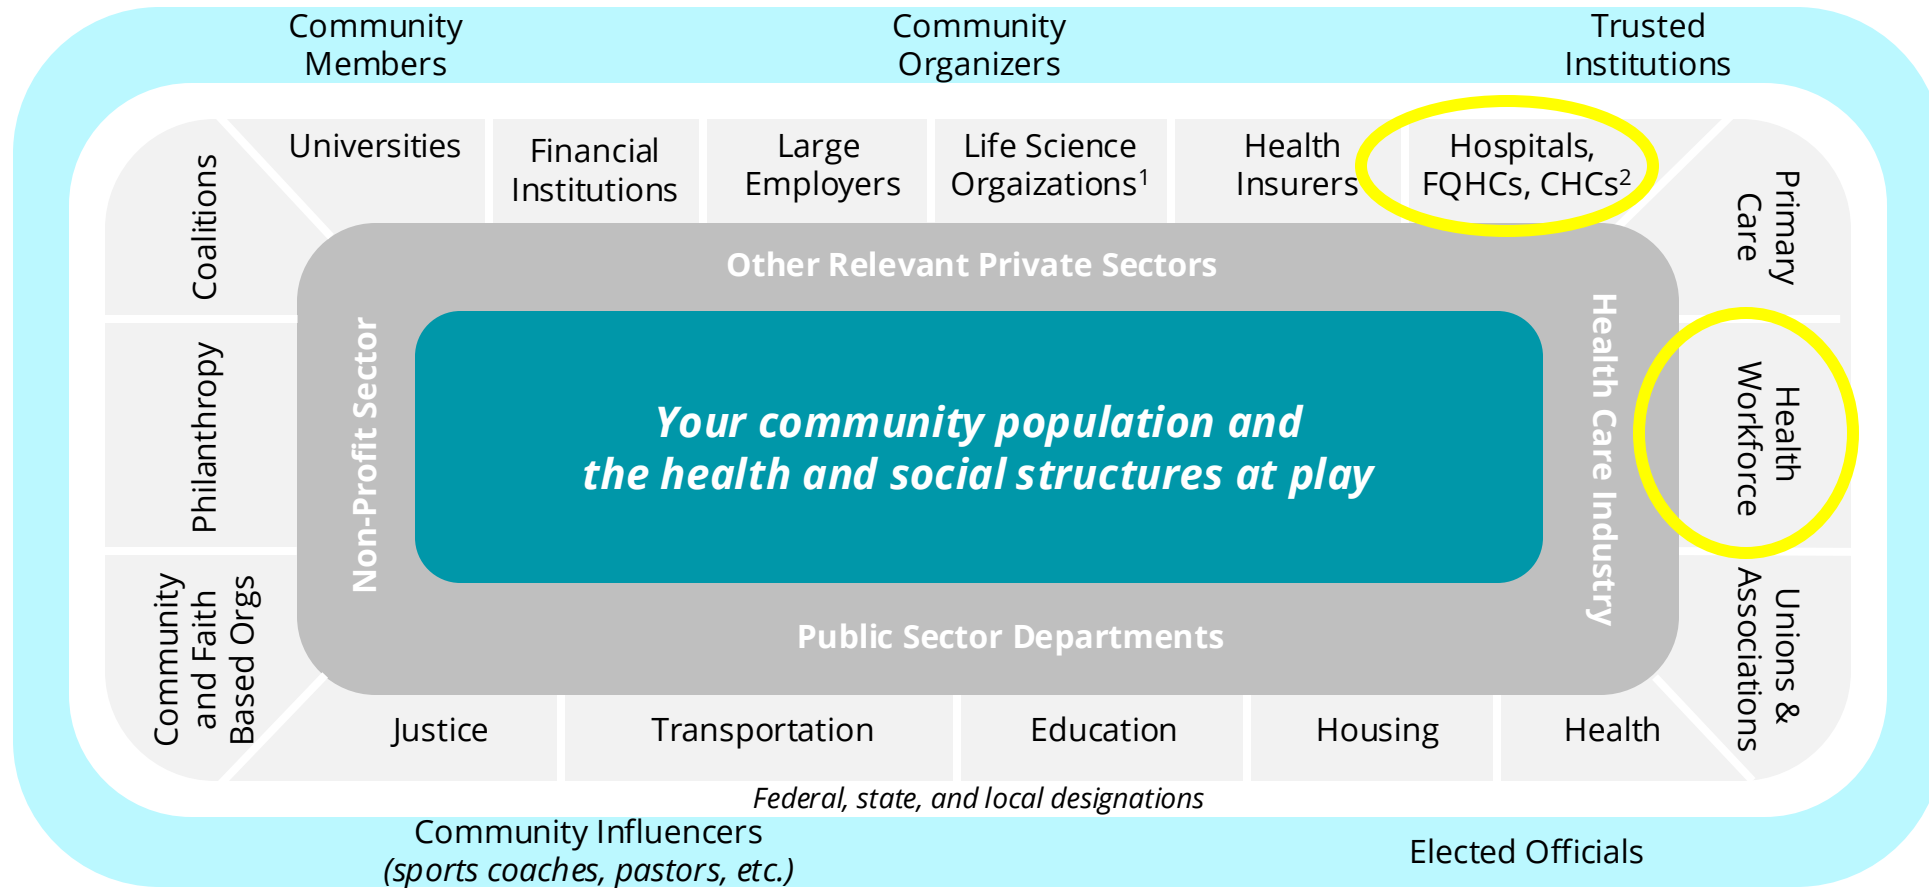 Community
Members
Community
Organizers
Trusted
Institutions
Universities
Financial
Institutions
Large
Employers
Life Science
Orgaizations¹
Health
Insurers
Hospitals,
FQHCs, CHCs²
Coalitions
Philanthropy
Community
and Faith
Based Orgs
Primary
Care
Health
Workforce
Unions &
Associations
Other Relevant Private Sectors
Non-Profit Sector
Health Care Industry
Your community population and
the health and social structures at play
Public Sector Departments
Justice
Transportation
Education
Housing
Health
Federal, state, and local designations
Community Influencers
(sports coaches, pastors, etc.)
Elected Officials